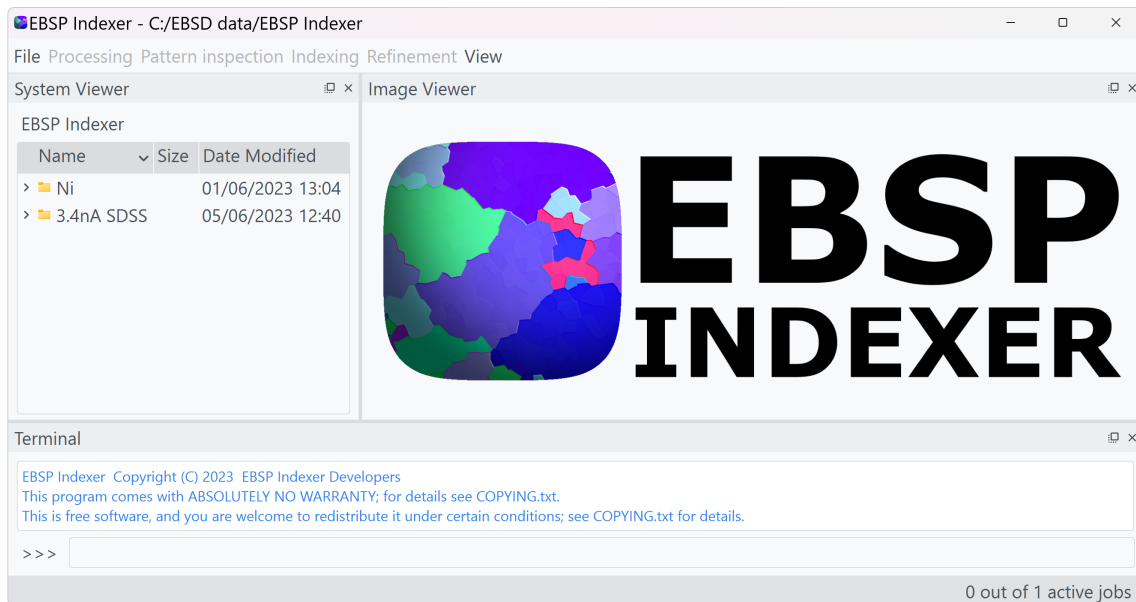 EBSP Indexer - C:/EBSD data/EBSP Indexer
File Processing Pattern inspection Indexing Refinement View
System Viewer
EBSP Indexer
Name Size Date Modified
Ni 01/06/2023 13:04
3.4nA SDSS 05/06/2023 12:40
Image Viewer
EBSP
INDEXER
Terminal
EBSP Indexer  Copyright (C) 2023  EBSP Indexer Developers
This program comes with ABSOLUTELY NO WARRANTY; for details see COPYING.txt.
This is free software, and you are welcome to redistribute it under certain conditions; see COPYING.txt for details.
>>>
0 out of 1 active jobs